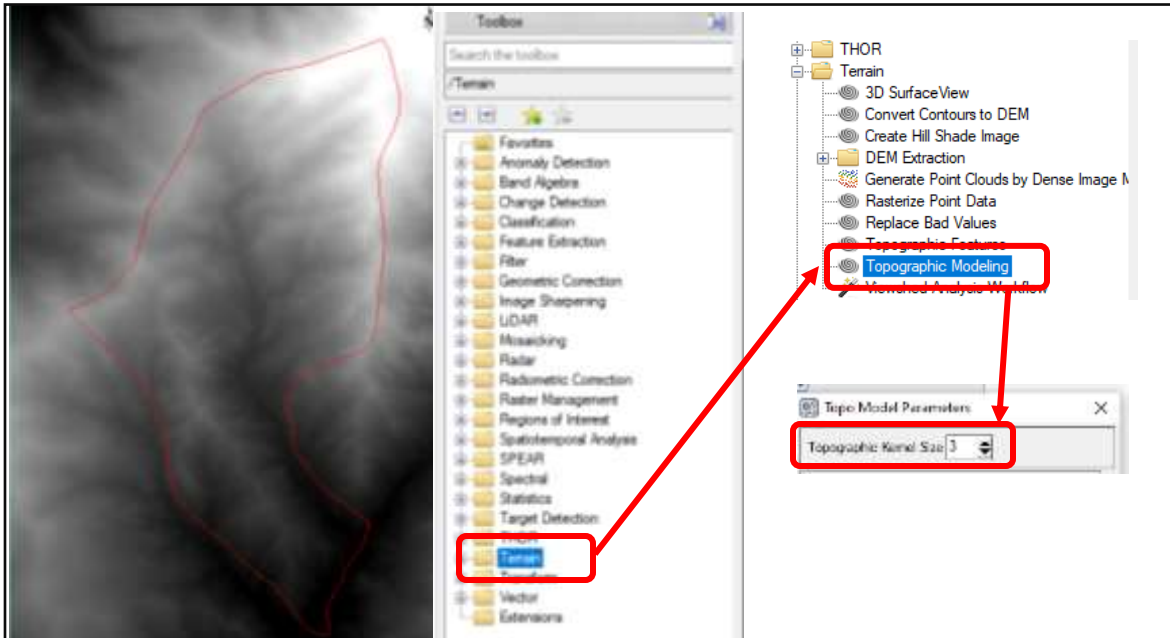 Toolbox
Search the toolbox
/Terrain
Favorites
Anomaly Detection
Band Algebra
Change Detection
Classification
Feature Extraction
Filter
Geometric Correction
Image Sharpening
LiDAR
Mosaicking
Radar
Radiometric Correction
Raster Management
Regions of Interest
Spatiotemporal Analysis
SPEAR
Spectral
Statistics
Target Detection
THOR
Terrain
Transform
Vector
Extensions
THOR
Terrain
3D SurfaceView
Convert Contours to DEM
Create Hill Shade Image
DEM Extraction
Generate Point Clouds by Dense Image M
Rasterize Point Data
Replace Bad Values
Topographic Features
Topographic Modeling
Viewshed Analysis Workflow
Topo Model Parameters
Topographic Kernel Size 3